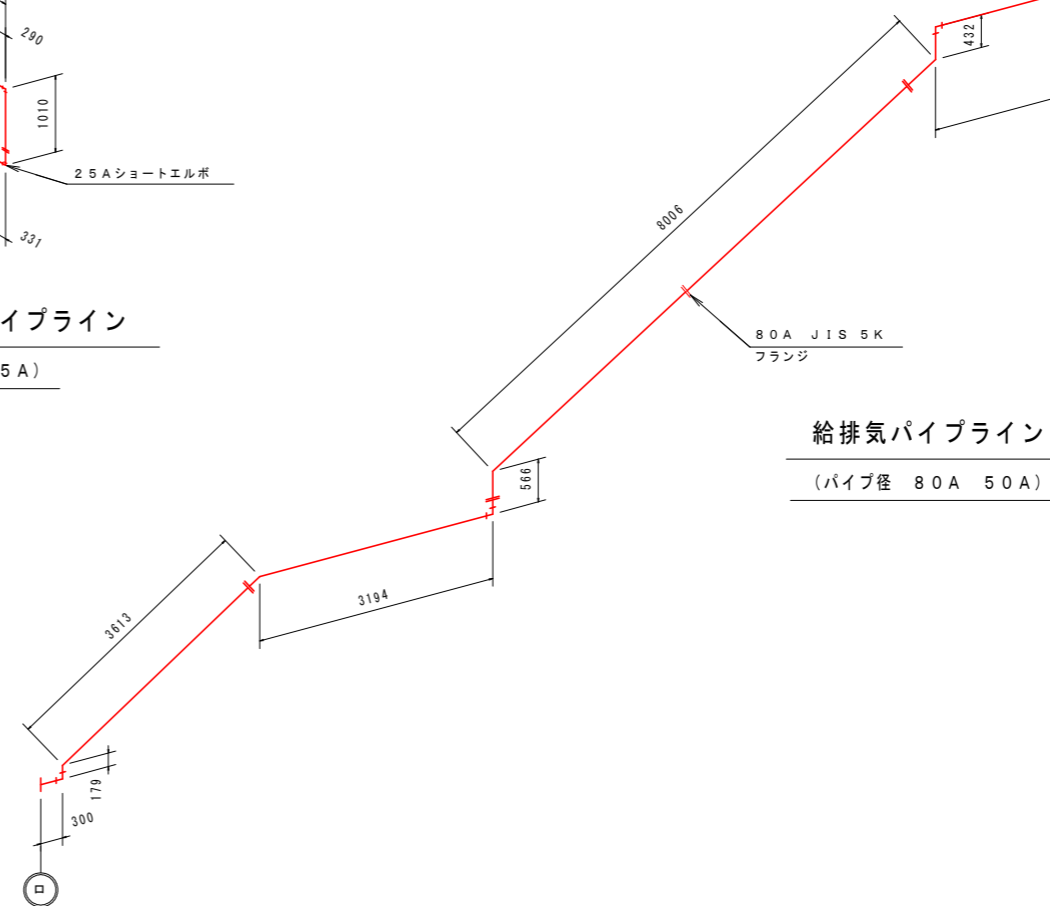 290
1010
25Aショートエルボ
331
イプライン
5A)
432
8006
80A JIS 5K
フランジ
給排気パイプライン
(パイプ径 80A 50A)
566
3194
3613
179
300
ロ